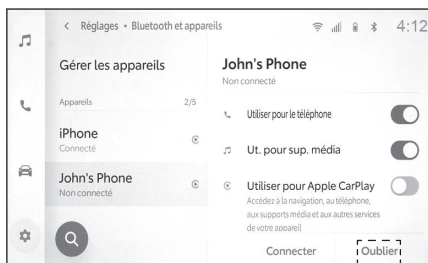 < Réglages • Bluetooth et appareils
4:12
Gérer les appareils
Appareils 2/5
iPhone
Connecté
John's Phone
Non connecté
John's Phone
Non connecté
Utiliser pour le téléphone
Ut. pour sup. média
Utiliser pour Apple CarPlay
Accédez à la navigation, au téléphone,
aux supports média et aux autres services
de votre appareil
Connecter Oublier